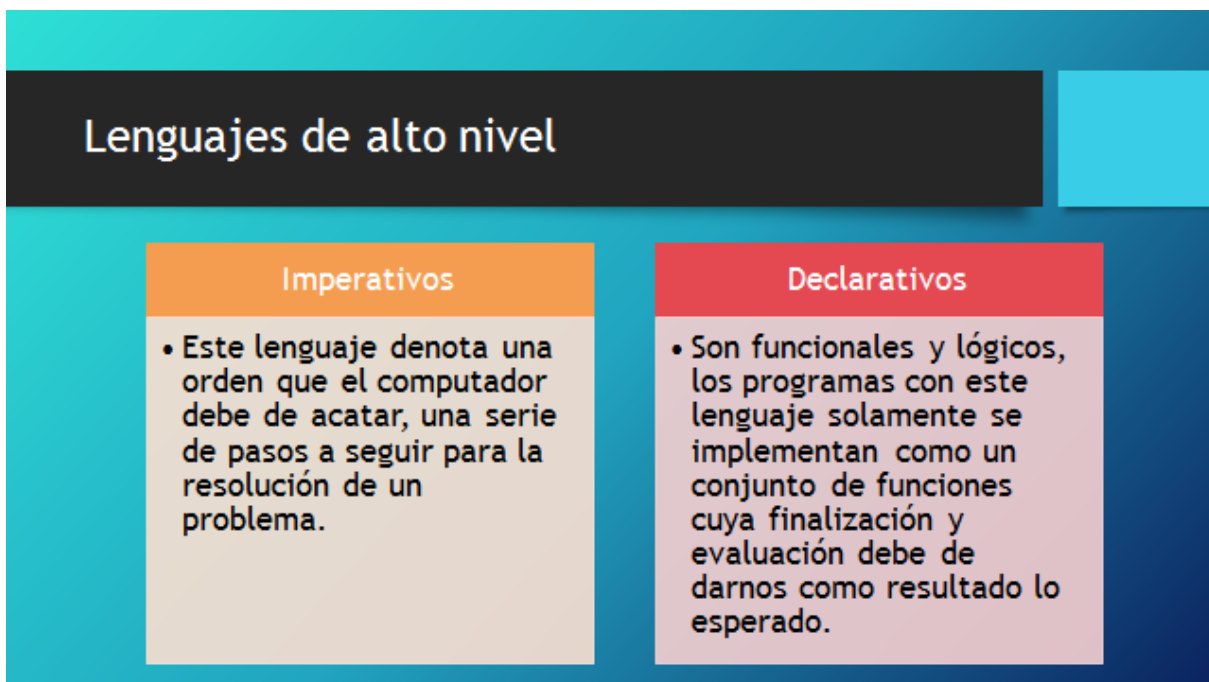 Lenguajes de alto nivel
Imperativos
• Este lenguaje denota una
orden que el computador
debe de acatar, una serie
de pasos a seguir para la
resolución de un
problema.
Declarativos
• Son funcionales y lógicos,
los programas con este
lenguaje solamente se
implementan como un
conjunto de funciones
cuya finalización y
evaluación debe de
darnos como resultado lo
esperado.